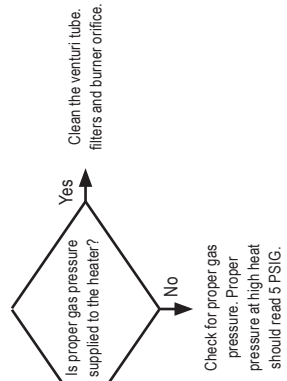 Is proper gas pressure
supplied to the heater?
Yes
Clean the venturi tube.
filters and burner orifice.
No
Check for proper gas
pressure. Proper
pressure at high heat
should read 5 PSIG.